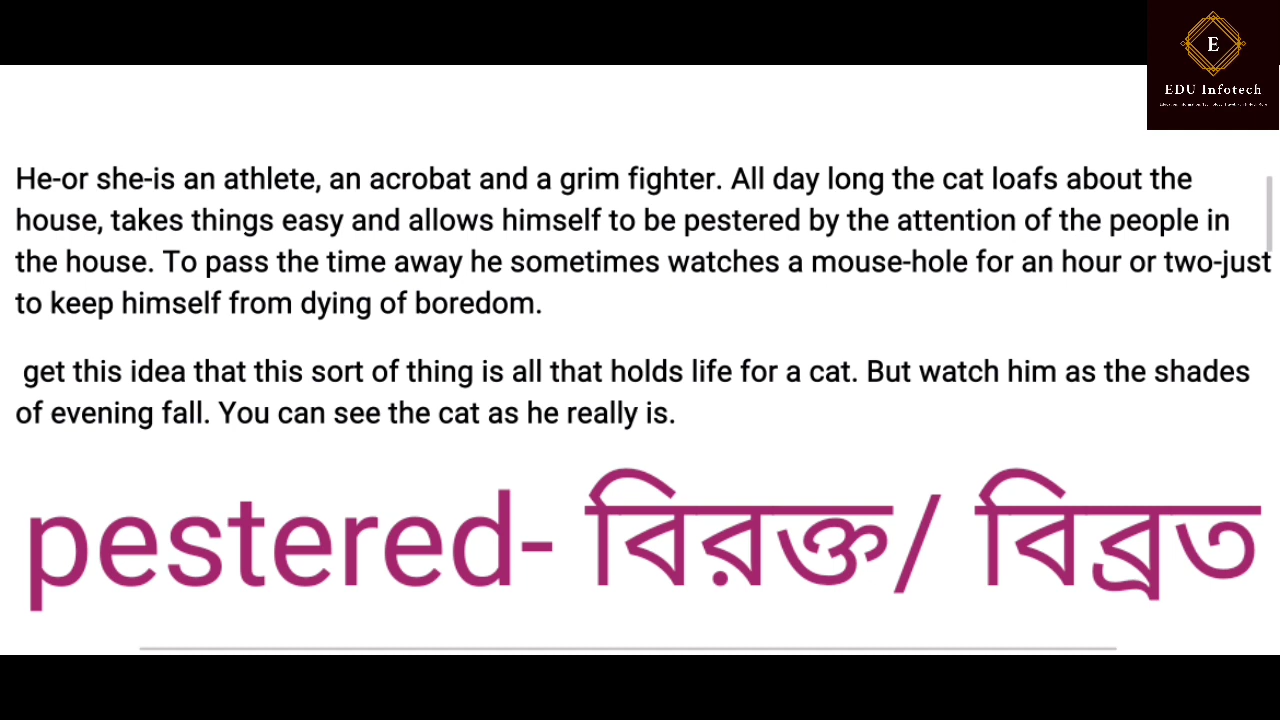 E
EDU Infotech
He-or she-is an athlete, an acrobat and a grim fighter. All day long the cat loafs about the
house, takes things easy and allows himself to be pestered by the attention of the people in
the house. To pass the time away he sometimes watches a mouse-hole for an hour or two-just
to keep himself from dying of boredom.
get this idea that this sort of thing is all that holds life for a cat. But watch him as the shades
of evening fall. You can see the cat as he really is.
pestered- বিরক্ত/ বিব্রত